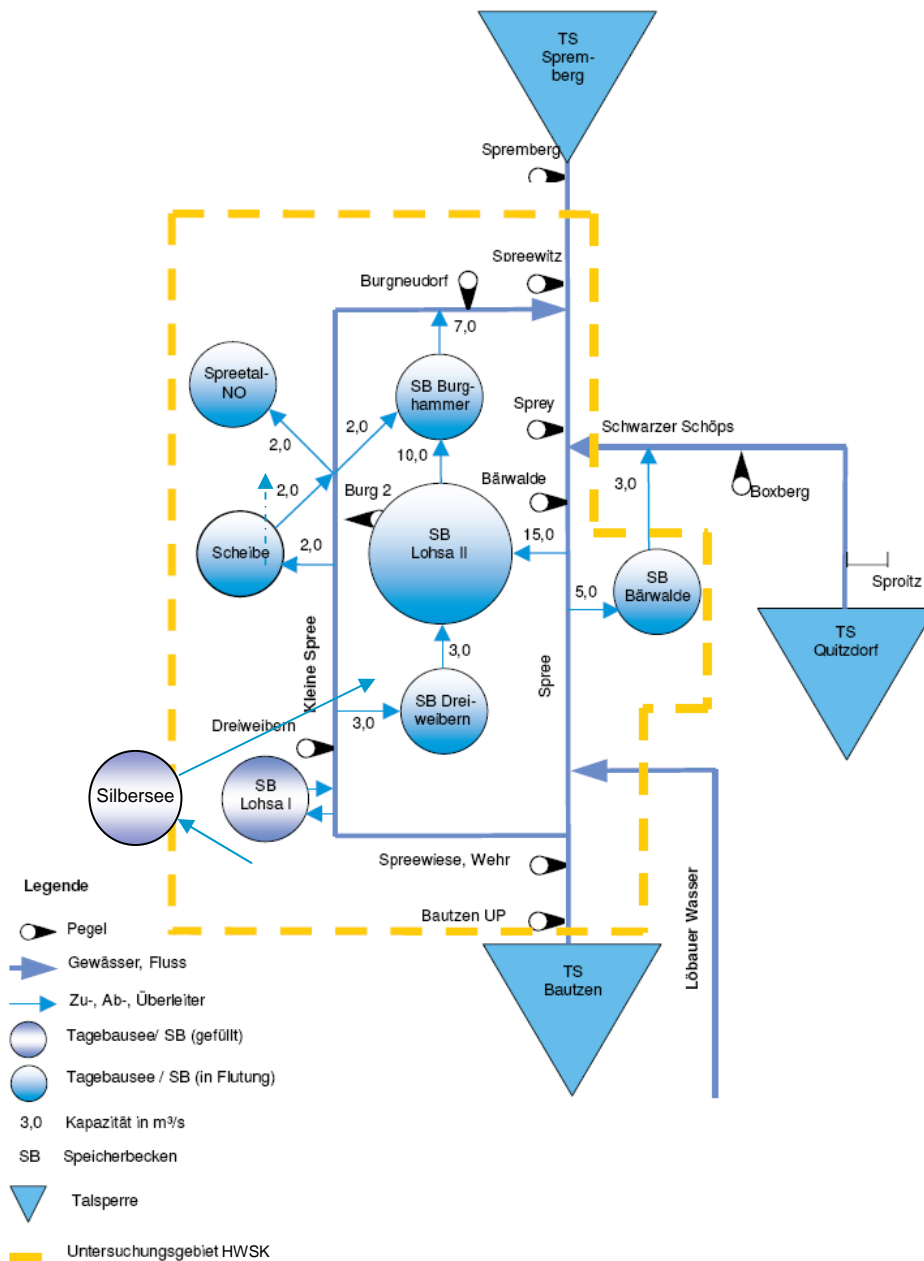 TS
Sprem-
berg
Spremberg
Spreewitz
Burgneudorf
7,0
Spreetal-
NO
SB Burg-
hammer
Sprey
Schwarzer Schöps
2,0
2,0
10,0
2,0
Burg 2
Bärwalde
3,0
Boxberg
Scheibe
2,0
SB
Lohsa II
15,0
5,0
SB
Bärwalde
Sproitz
Kleine Spree
3,0
Spree
TS
Quitzdorf
SB Drei-
weibern
3,0
Dreiweibern
Silbersee
SB
Lohsa I
Spreewiese, Wehr
Bautzen UP
Löbauer Wasser
TS
Bautzen
Legende
Pegel
Gewässer, Fluss
Zu-, Ab-, Überleiter
Tagebausee/ SB (gefüllt)
Tagebausee / SB (in Flutung)
3,0 Kapazität in m³/s
SB Speicherbecken
Talsperre
Untersuchungsgebiet HWSK